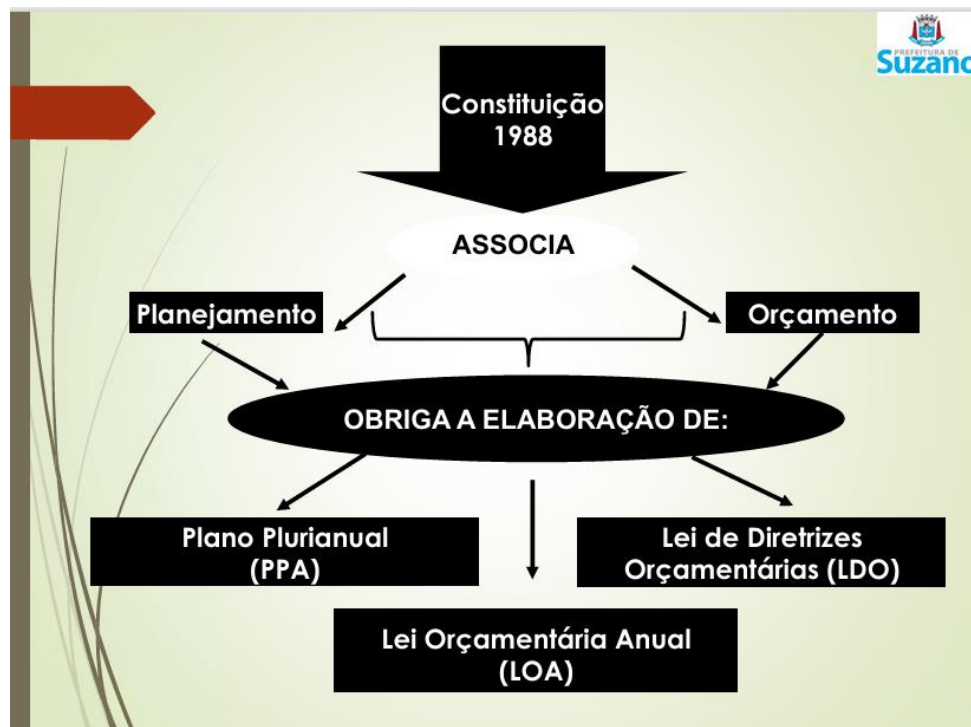 PREFEITURA DE
Suzano
Constituição
1988
ASSOCIA
Planejamento
Orçamento
OBRIGA A ELABORAÇÃO DE:
Plano Plurianual
(PPA)
Lei de Diretrizes
Orçamentárias (LDO)
Lei Orçamentária Anual
(LOA)